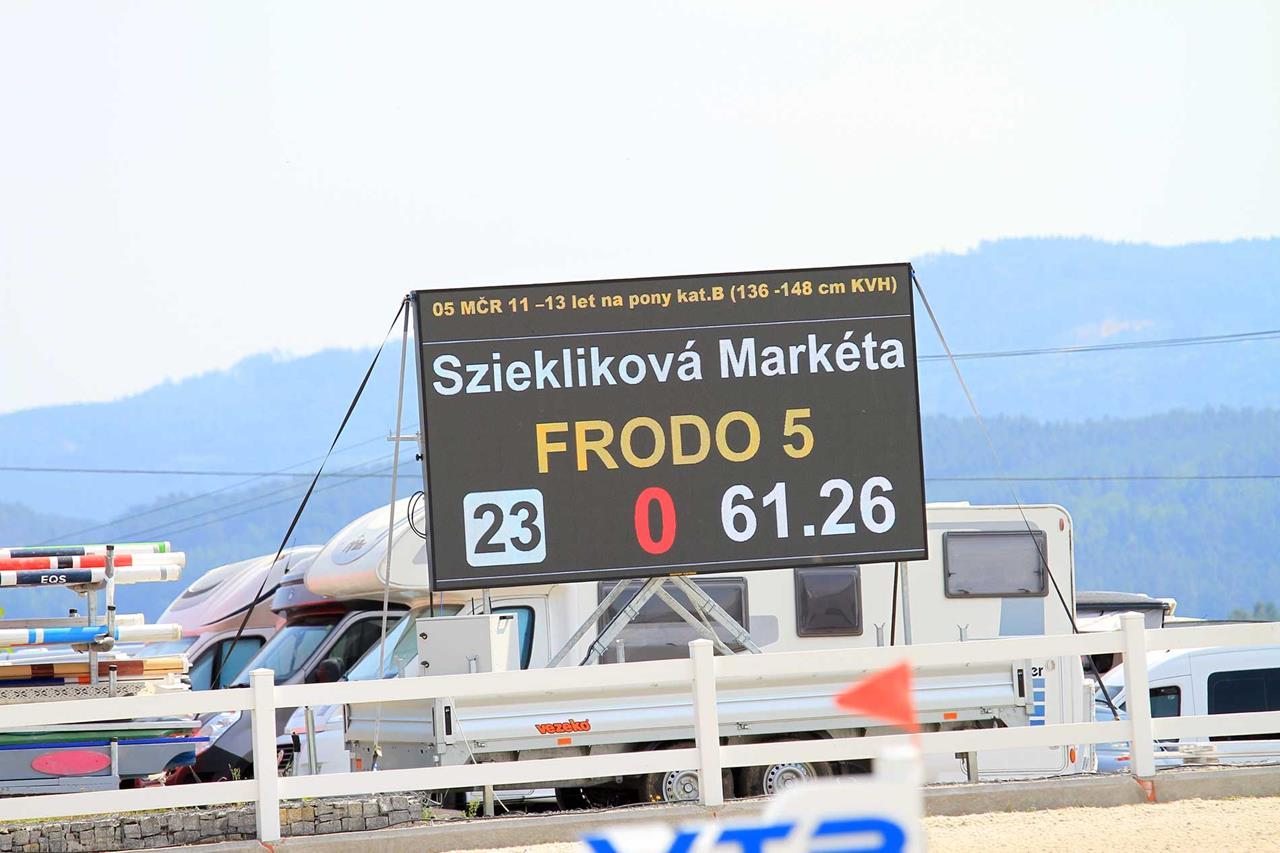 05 MČR 11 –13 let na pony kat.B (136 -148 cm KVH)
Sziekliková Markéta
FRODO 5
23 0 61.26
EQS
vezeko